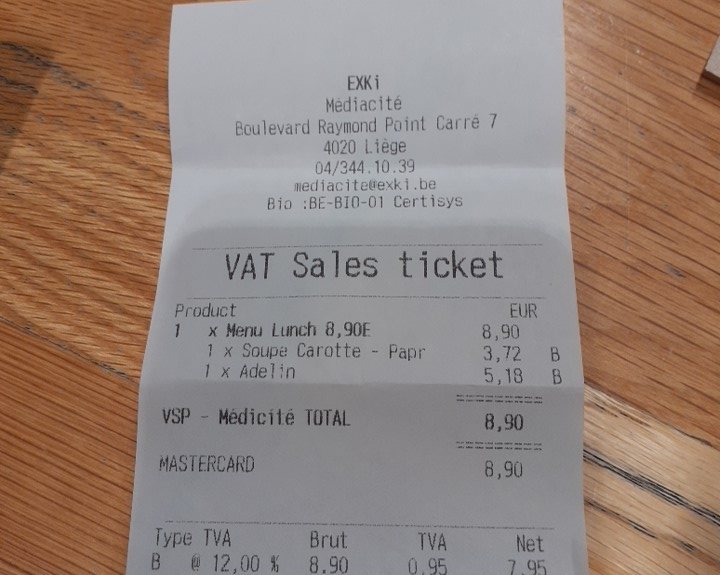 EXKi
Médiacité
Boulevard Raymond Point Carré 7
4020 Liège
04/344.10.39
mediacite@exki.be
Bio :BE-BIO-01 Certisys
VAT Sales ticket
Product EUR
1 x Menu Lunch 8,90E 8,90
1 x Soupe Carotte - Papr 3,72 B
1 x Adelin 5,18 B
VSP - Médicité TOTAL 8,90
MASTERCARD 8,90
Type TVA Brut TVA Net
B @ 12,00 % 8.90 0,95 7,95